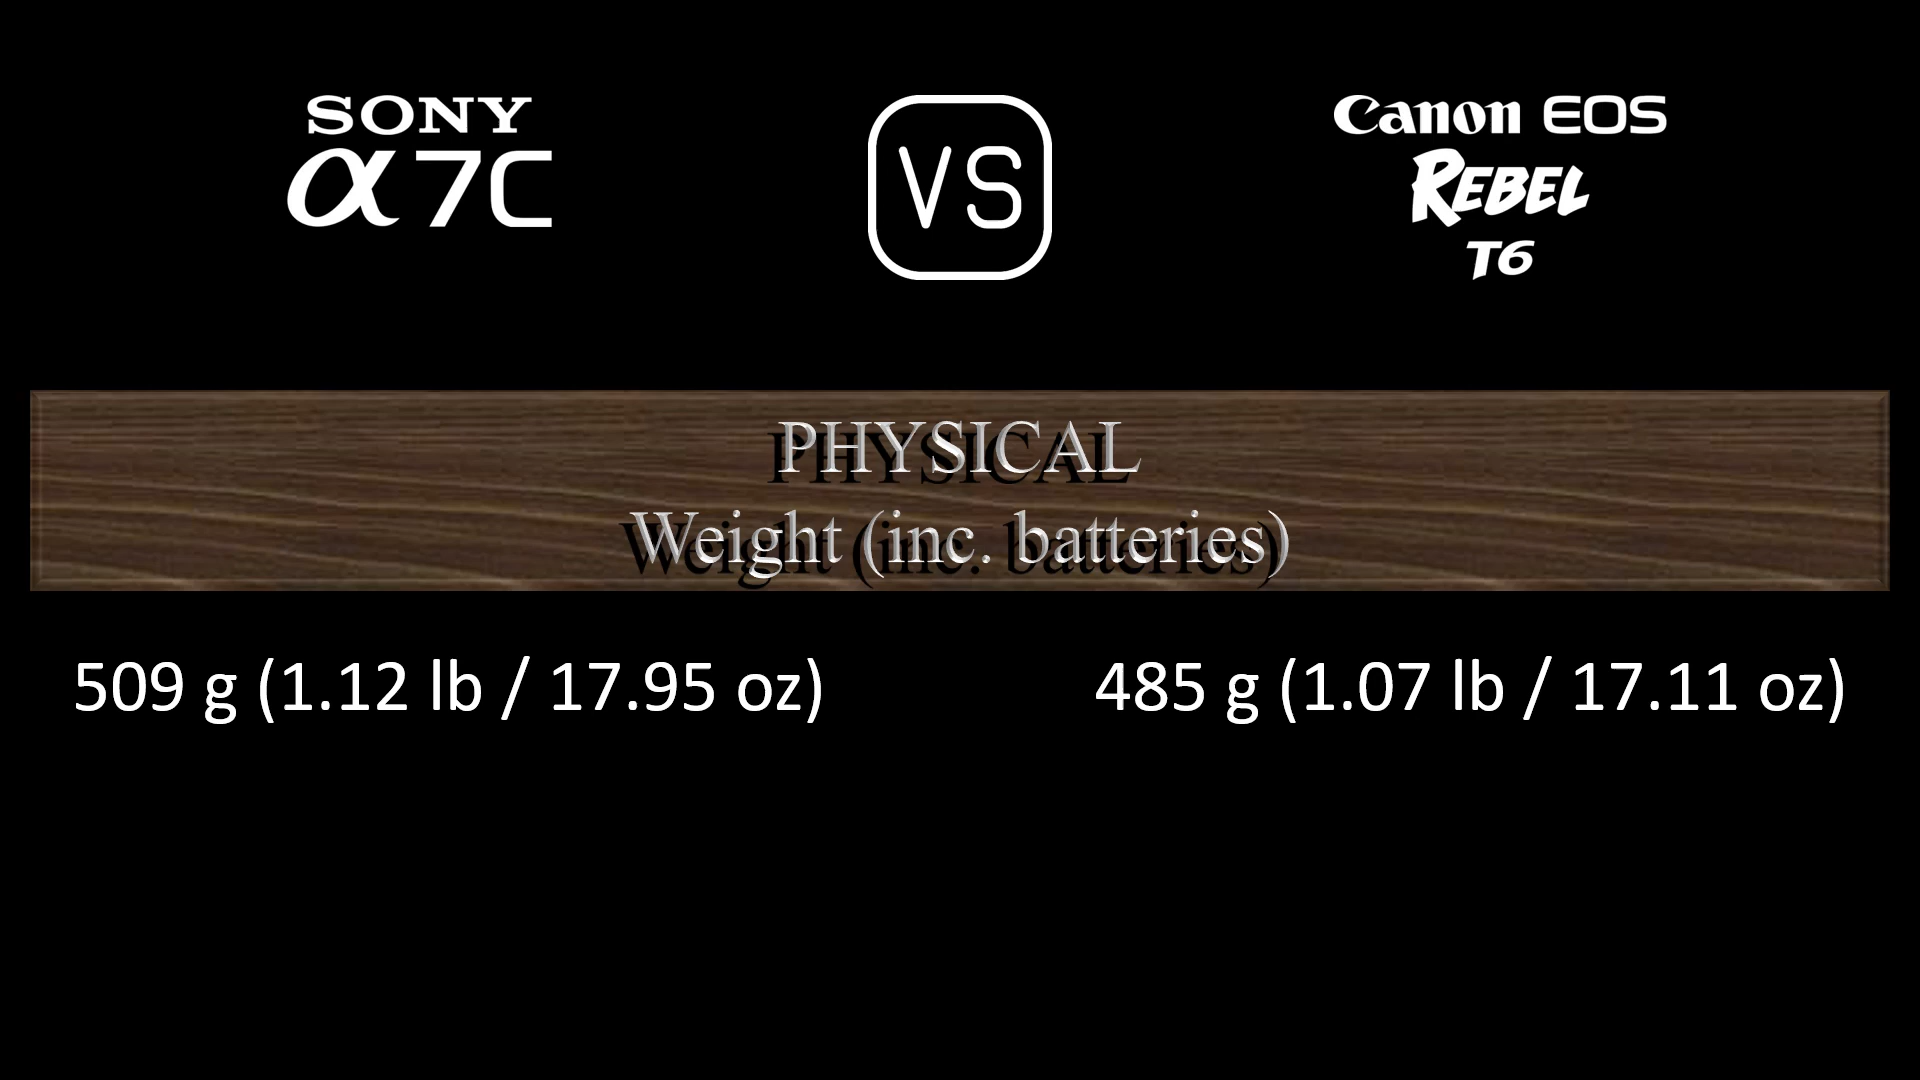 SONY
α7C
VS
Canon EOS
REBEL
T6
PHYSICAL
Weight (inc. batteries)
509 g (1.12 lb / 17.95 oz)
485 g (1.07 lb / 17.11 oz)